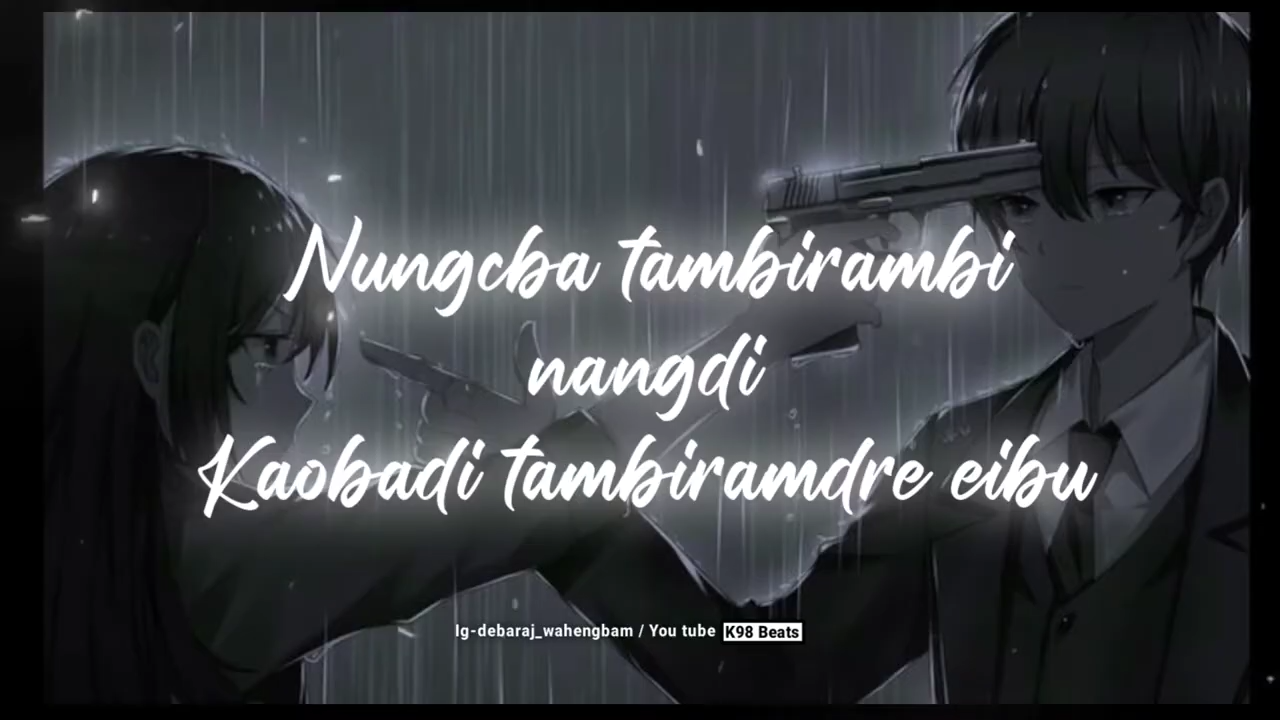 Nungcba tambirambi
nangdi
Kaobadi tambiramdre eibu
Ig-debaraj_wahengbam / You tube K98 Beats